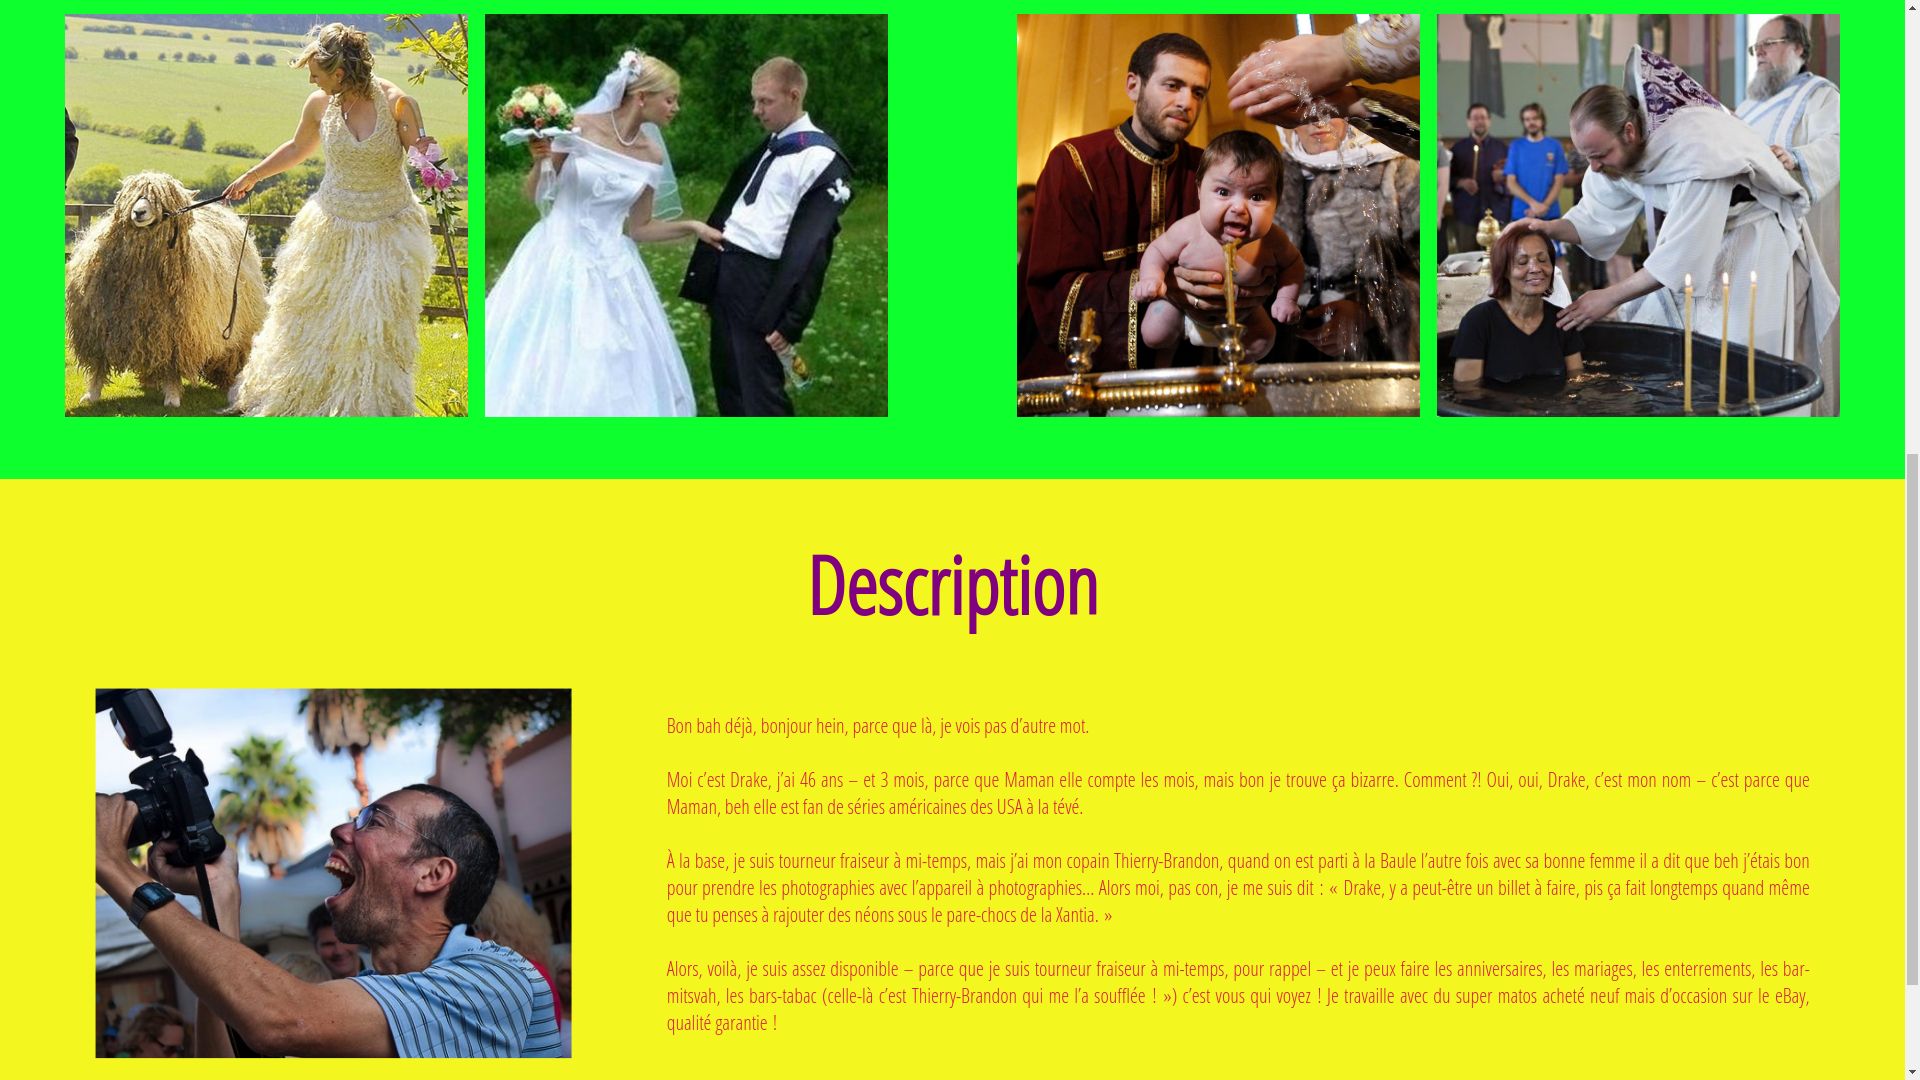 Description
Bon bah déjà, bonjour hein, parce que là, je vois pas d’autre mot.
Moi c’est Drake, j’ai 46 ans – et 3 mois, parce que Maman elle compte les mois, mais bon je trouve ça bizarre. Comment ?! Oui, oui, Drake, c’est mon nom – c’est parce que
Maman, beh elle est fan de séries américaines des USA à la tévé.
À la base, je suis tourneur fraiseur à mi-temps, mais j’ai mon copain Thierry-Brandon, quand on est parti à la Baule l’autre fois avec sa bonne femme il a dit que beh j’étais bon
pour prendre les photographies avec l’appareil à photographies... Alors moi, pas con, je me suis dit : « Drake, y a peut-être un billet à faire, pis ça fait longtemps quand même
que tu penses à rajouter des néons sous le pare-chocs de la Xantia. »
Alors, voilà, je suis assez disponible – parce que je suis tourneur fraiseur à mi-temps, pour rappel – et je peux faire les anniversaires, les mariages, les enterrements, les bar-
mitsvah, les bars-tabac (celle-là c’est Thierry-Brandon qui me l’a soufflée ! ») c’est vous qui voyez ! Je travaille avec du super matos acheté neuf mais d’occasion sur le eBay,
qualité garantie !